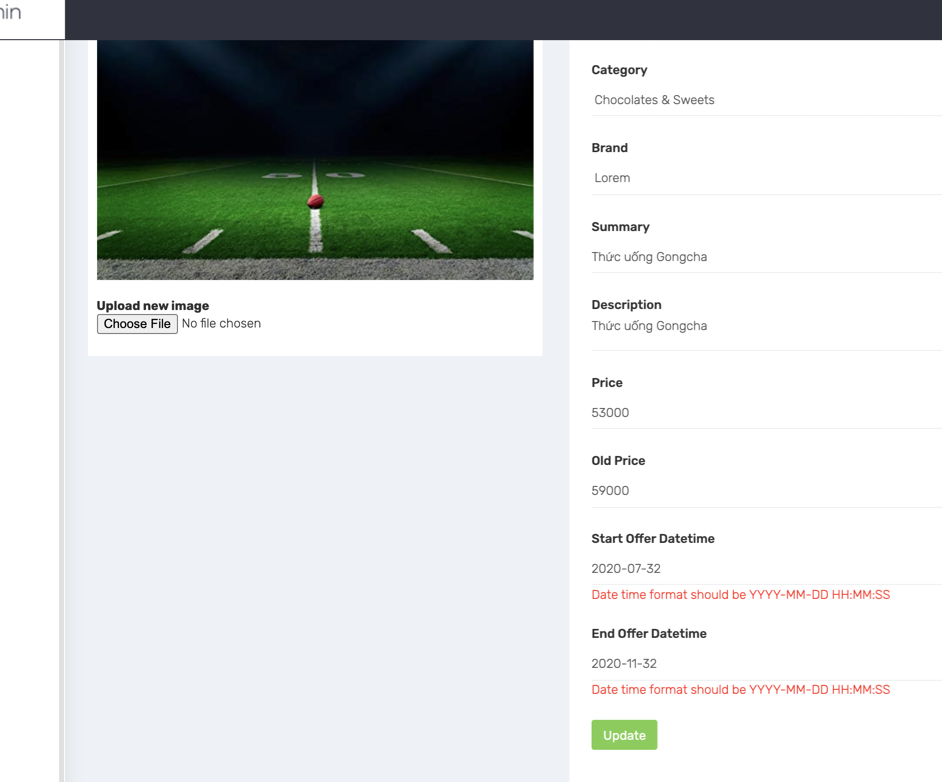 Category
Chocolates & Sweets
Brand
Lorem
Summary
Thức uống Gongcha
Upload new image
Choose File No file chosen
Description
Thức uống Gongcha
Price
53000
Old Price
59000
Start Offer Datetime
2020-07-32
Date time format should be YYYY-MM-DD HH:MM:SS
End Offer Datetime
2020-11-32
Date time format should be YYYY-MM-DD HH:MM:SS
Update